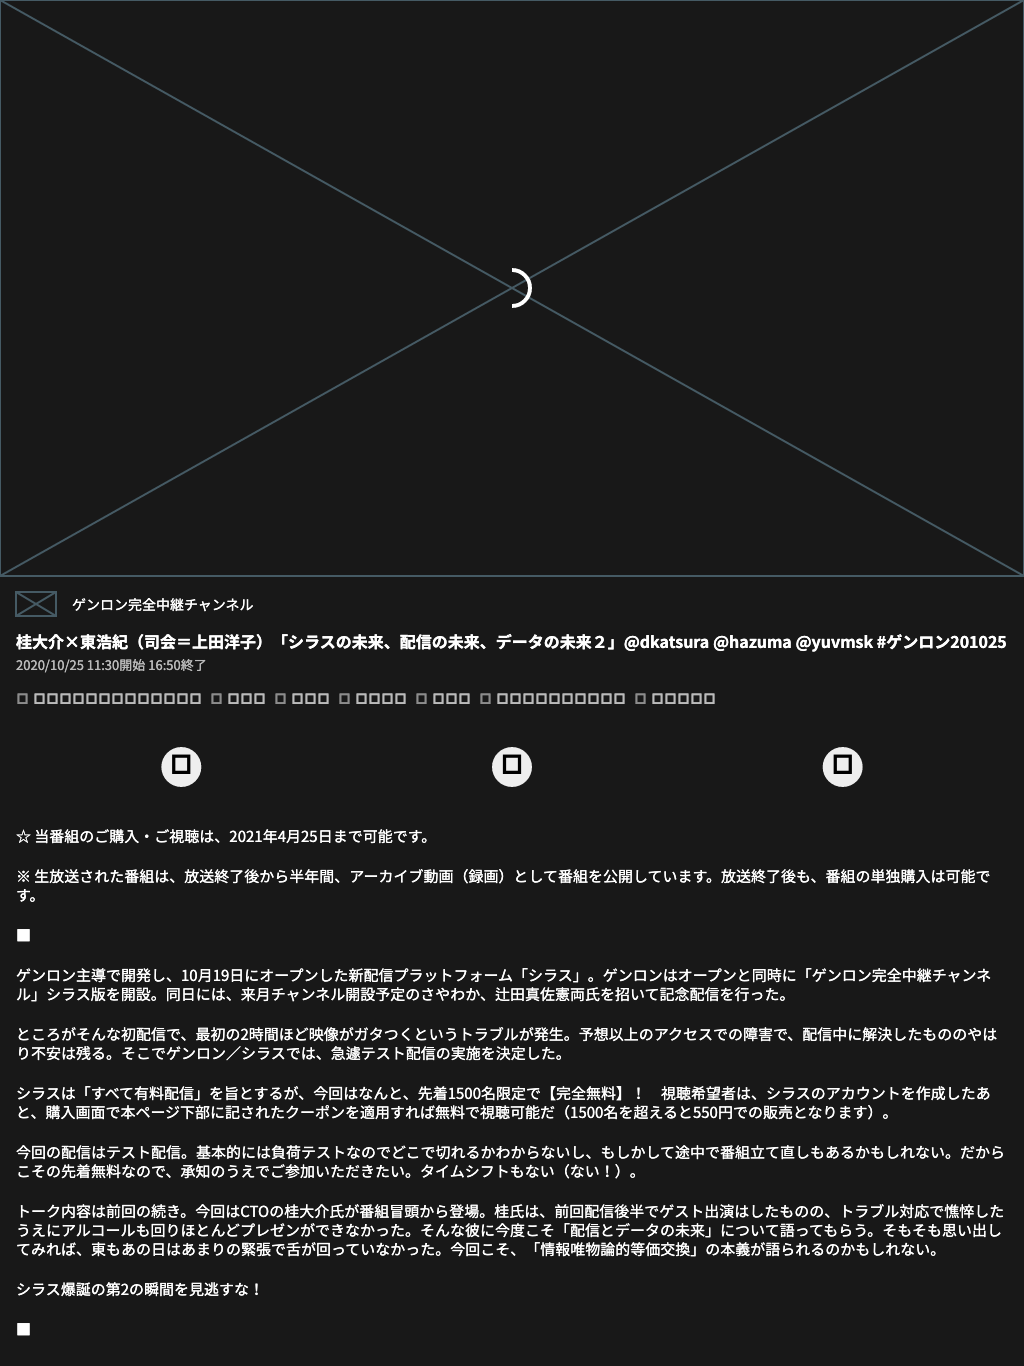 ゲンロン完全中継チャンネル
桂大介×東浩紀（司会＝上田洋子）「シラスの未来、配信の未来、データの未来２」@dkatsura @hazuma @yuvmsk #ゲンロン201025
2020/10/25 11:30開始 16:50終了
☆ 当番組のご購入・ご視聴は、2021年4月25日まで可能です。
※ 生放送された番組は、放送終了後から半年間、アーカイブ動画（録画）として番組を公開しています。放送終了後も、番組の単独購入は可能で
す。
■
ゲンロン主導で開発し、10月19日にオープンした新配信プラットフォーム「シラス」。ゲンロンはオープンと同時に「ゲンロン完全中継チャンネ
ル」シラス版を開設。同日には、来月チャンネル開設予定のさやわか、辻田真佐憲両氏を招いて記念配信を行った。
ところがそんな初配信で、最初の2時間ほど映像がガタつくというトラブルが発生。予想以上のアクセスでの障害で、配信中に解決したもののやは
り不安は残る。そこでゲンロン／シラスでは、急遽テスト配信の実施を決定した。
シラスは「すべて有料配信」を旨とするが、今回はなんと、先着1500名限定で【完全無料】！　視聴希望者は、シラスのアカウントを作成したあ
と、購入画面で本ページ下部に記されたクーポンを適用すれば無料で視聴可能だ（1500名を超えると550円での販売となります）。
今回の配信はテスト配信。基本的には負荷テストなのでどこで切れるかわからないし、もしかして途中で番組立て直しもあるかもしれない。だから
こその先着無料なので、承知のうえでご参加いただきたい。タイムシフトもない（ない！）。
トーク内容は前回の続き。今回はCTOの桂大介氏が番組冒頭から登場。桂氏は、前回配信後半でゲスト出演はしたものの、トラブル対応で憔悴した
うえにアルコールも回りほとんどプレゼンができなかった。そんな彼に今度こそ「配信とデータの未来」について語ってもらう。そもそも思い出し
てみれば、東もあの日はあまりの緊張で舌が回っていなかった。今回こそ、「情報唯物論的等価交換」の本義が語られるのかもしれない。
シラス爆誕の第2の瞬間を見逃すな！
■